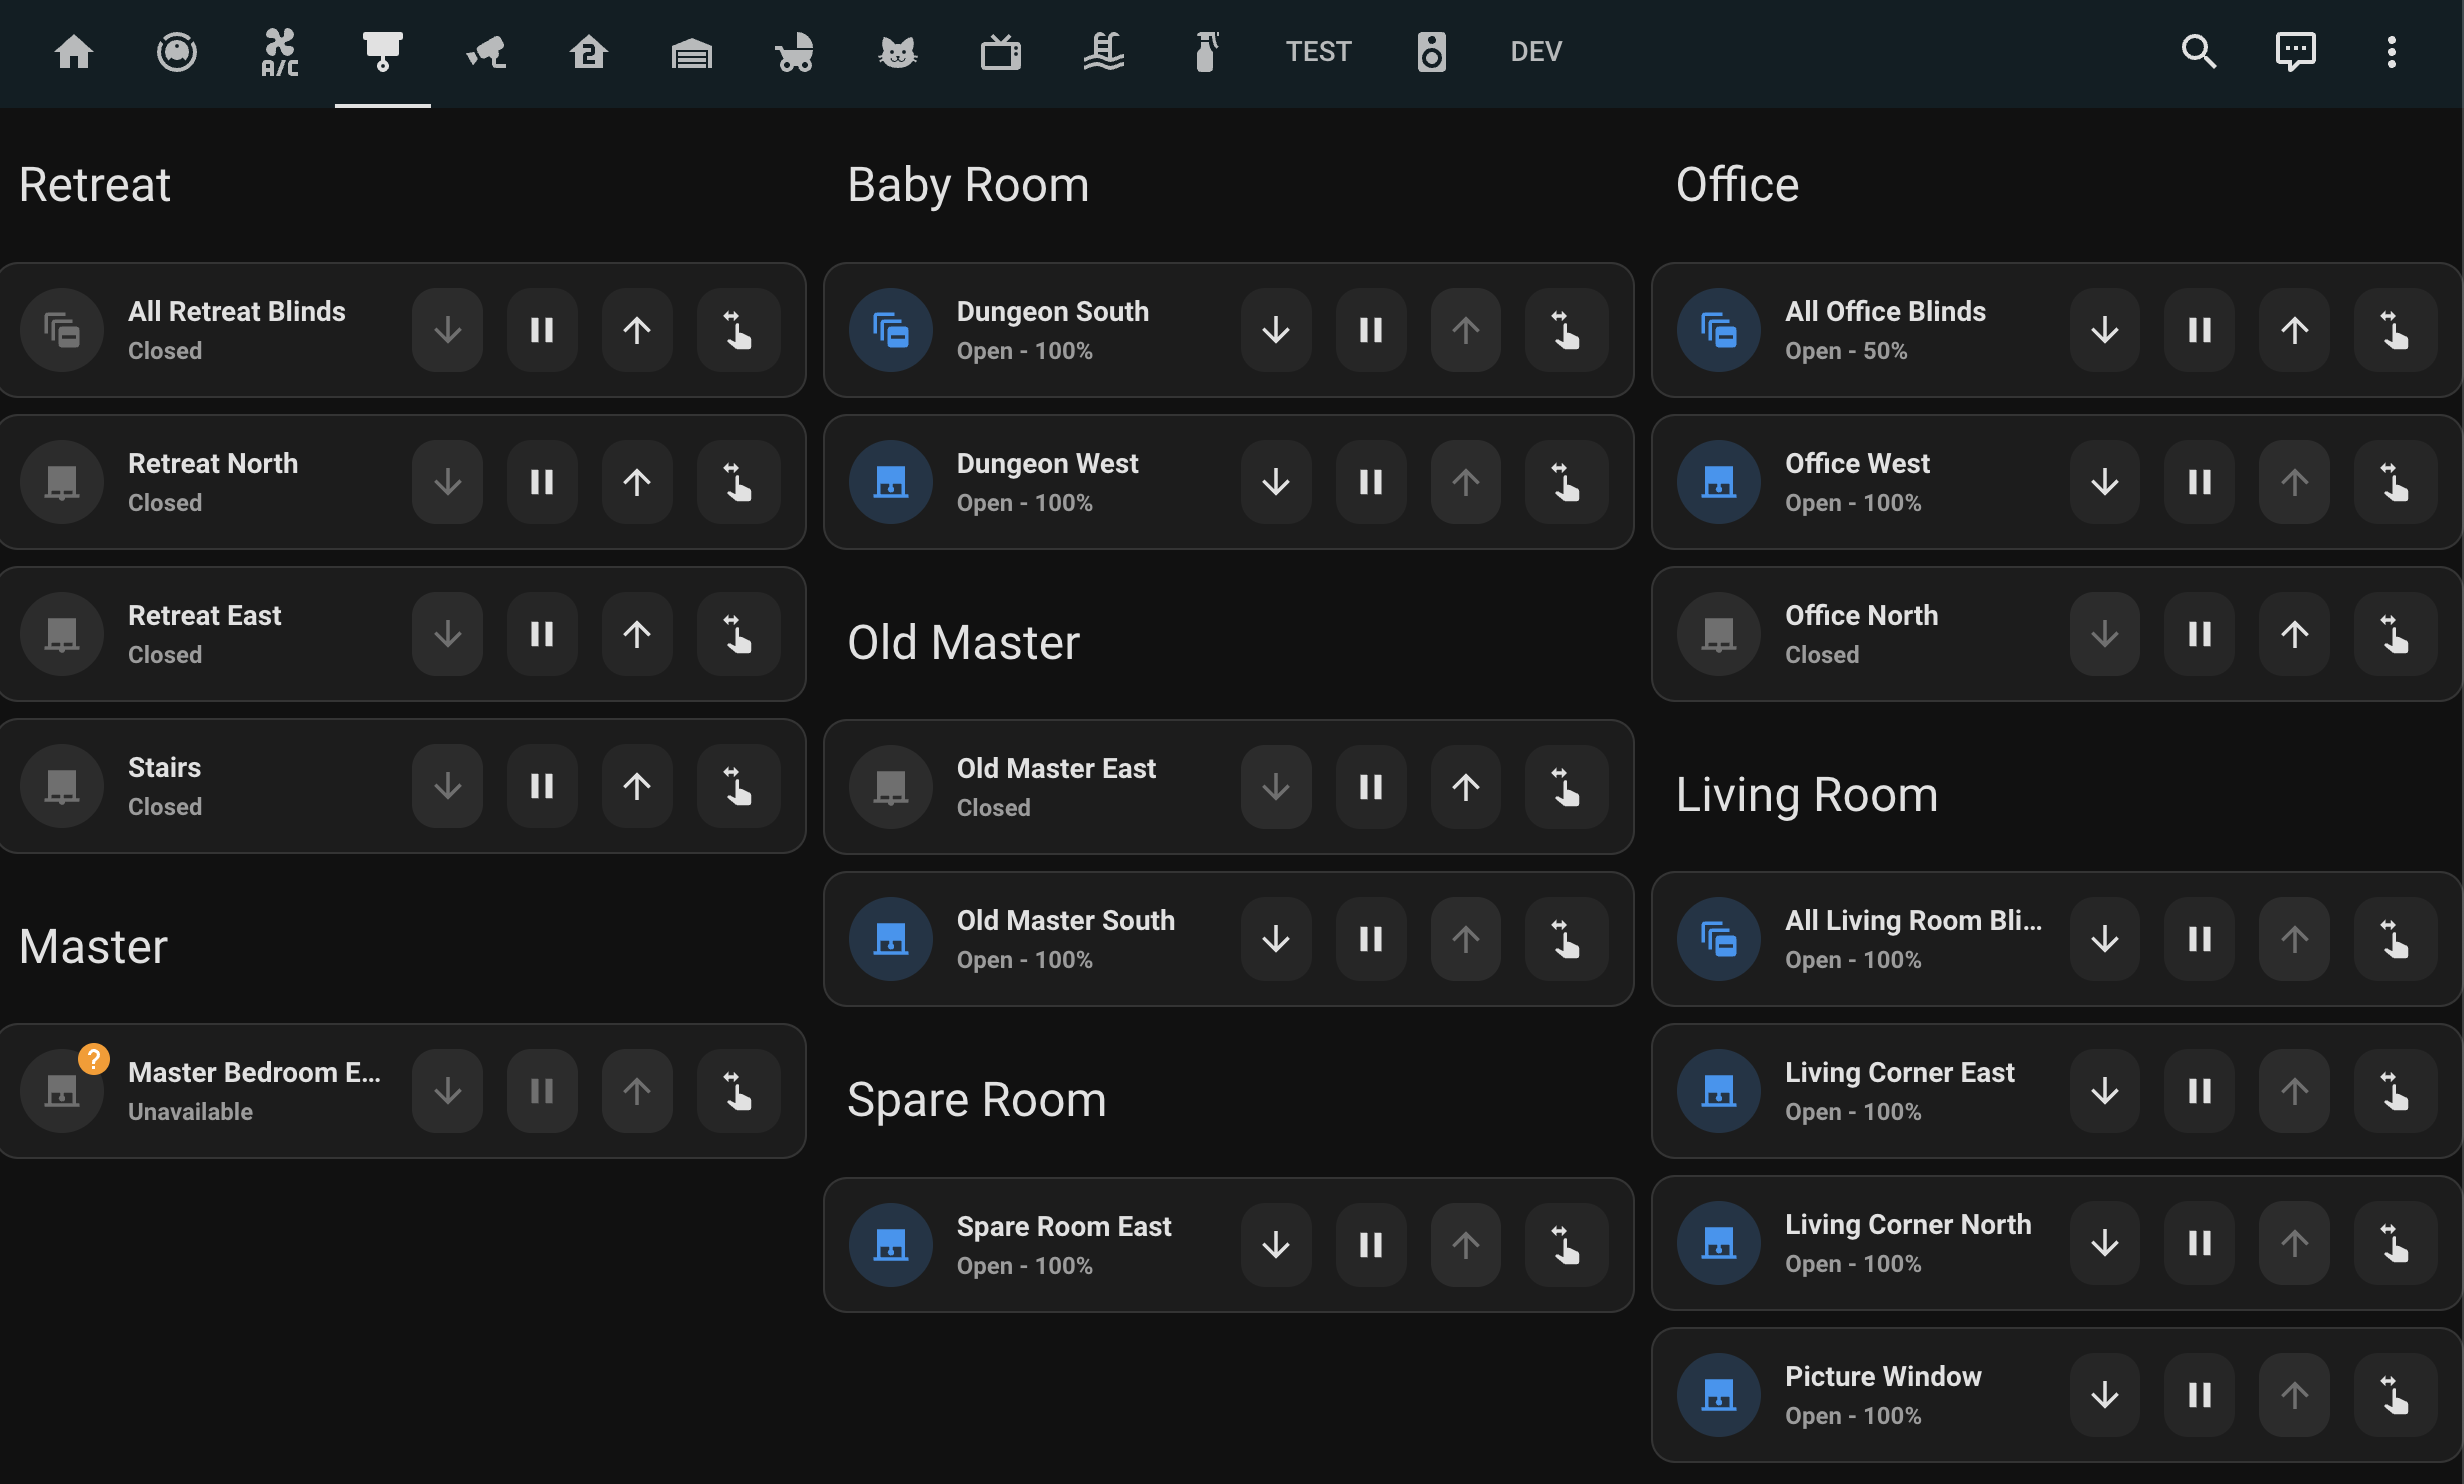 A/C
2
TEST
DEV
Retreat
All Retreat Blinds
Closed
Retreat North
Closed
Retreat East
Closed
Stairs
Closed
Master
?
Master Bedroom E...
Unavailable
Baby Room
Dungeon South
Open - 100%
Dungeon West
Open - 100%
Old Master
Old Master East
Closed
Old Master South
Open - 100%
Spare Room
Spare Room East
Open - 100%
Office
All Office Blinds
Open - 50%
Office West
Open - 100%
Office North
Closed
Living Room
All Living Room Bli...
Open - 100%
Living Corner East
Open - 100%
Living Corner North
Open - 100%
Picture Window
Open - 100%